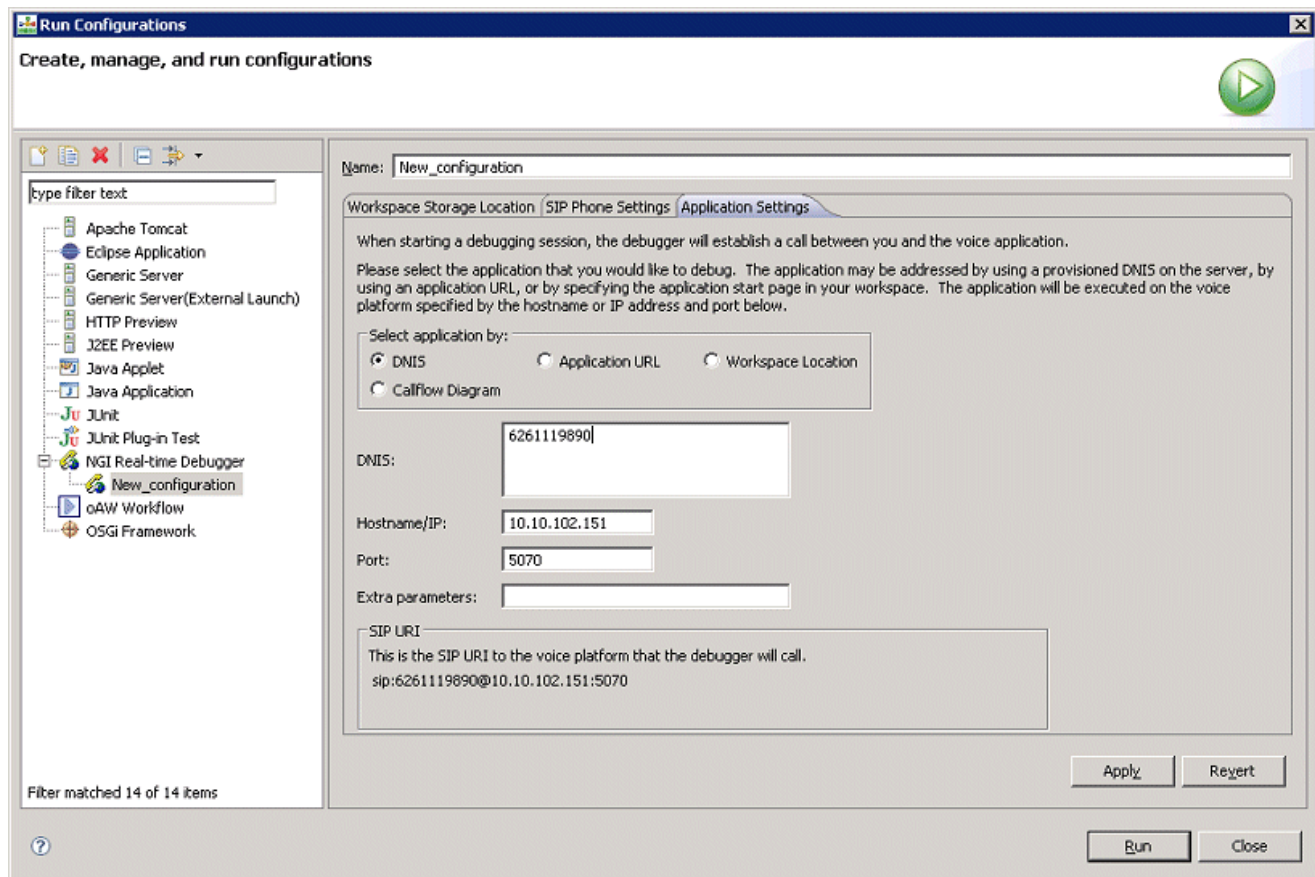 Run Configurations
Create, manage, and run configurations
type filter text
Apache Tomcat
Eclipse Application
Generic Server
Generic Server(External Launch)
HTTP Preview
J2EE Preview
Java Applet
Java Application
JUnit
JUnit Plug-in Test
NGI Real-time Debugger
New_configuration
oAW Workflow
OSGi Framework
Filter matched 14 of 14 items
Name: New_configuration
Workspace Storage Location SIP Phone Settings Application Settings
When starting a debugging session, the debugger will establish a call between you and the voice application.
Please select the application that you would like to debug. The application may be addressed by using a provisioned DNIS on the server, by
using an application URL, or by specifying the application start page in your workspace. The application will be executed on the voice
platform specified by the hostname or IP address and port below.
Select application by:
DNIS Application URL Workspace Location
Callflow Diagram
DNIS: 6261119890
Hostname/IP: 10.10.102.151
Port: 5070
Extra parameters:
SIP URI
This is the SIP URI to the voice platform that the debugger will call.
sip:6261119890@10.10.102.151:5070
Apply Revert
Run Close